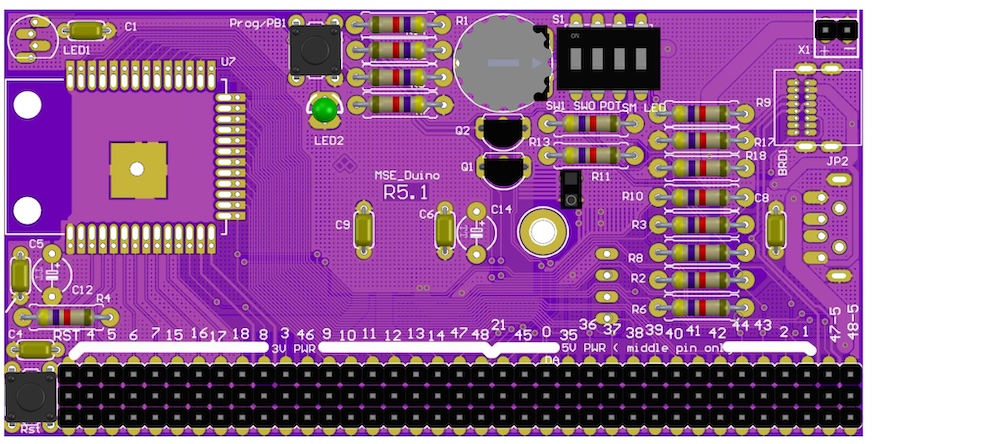 Prog/PB1
R1
S1
C1
LED1
X1
+ −
U7
ON
SW1 SWO POT SM LED
R9
Q2
R13
R17
LED2
R18
BRD1
JP2
Q1
R11
MSE_Duino
R5.1
R10
C8
C9
C6
C14
R3
C5
R8
C12
R2
R4
R6
RST 4 5 6 7 15 16 17 18 8 3 46 9 10 11 12 13 14 47 48 21 45 0 35 36 37 38 39 40 41 42 44 43 2 1 47-5 48-5
C4
3V PWR
5V PWR ( middle pin only
Rst